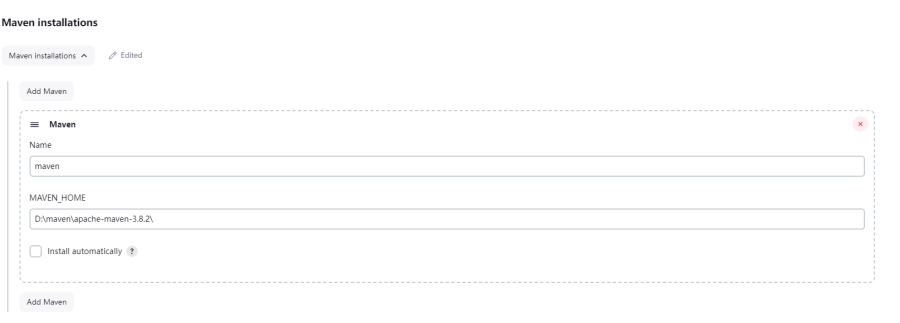 Maven installations
Maven installations Edited
Add Maven
Maven
Name
maven
MAVEN_HOME
D:\maven\apache-maven-3.8.2\
Install automatically ?
Add Maven